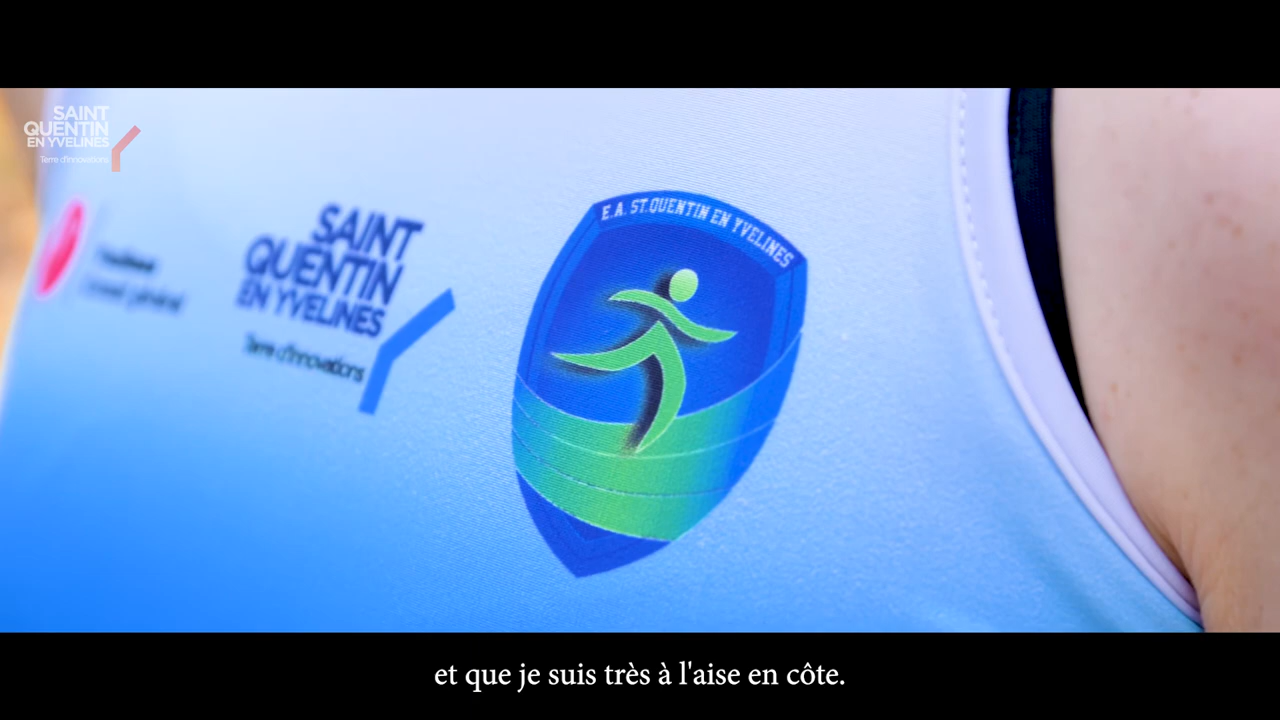 SAINT
QUENTIN
EN YVELINES
Terre d'innovations
SAINT
QUENTIN
EN YVELINES
Terre d'innovations
E.A. ST.QUENTIN EN YVELINES
et que je suis très à l'aise en côte.